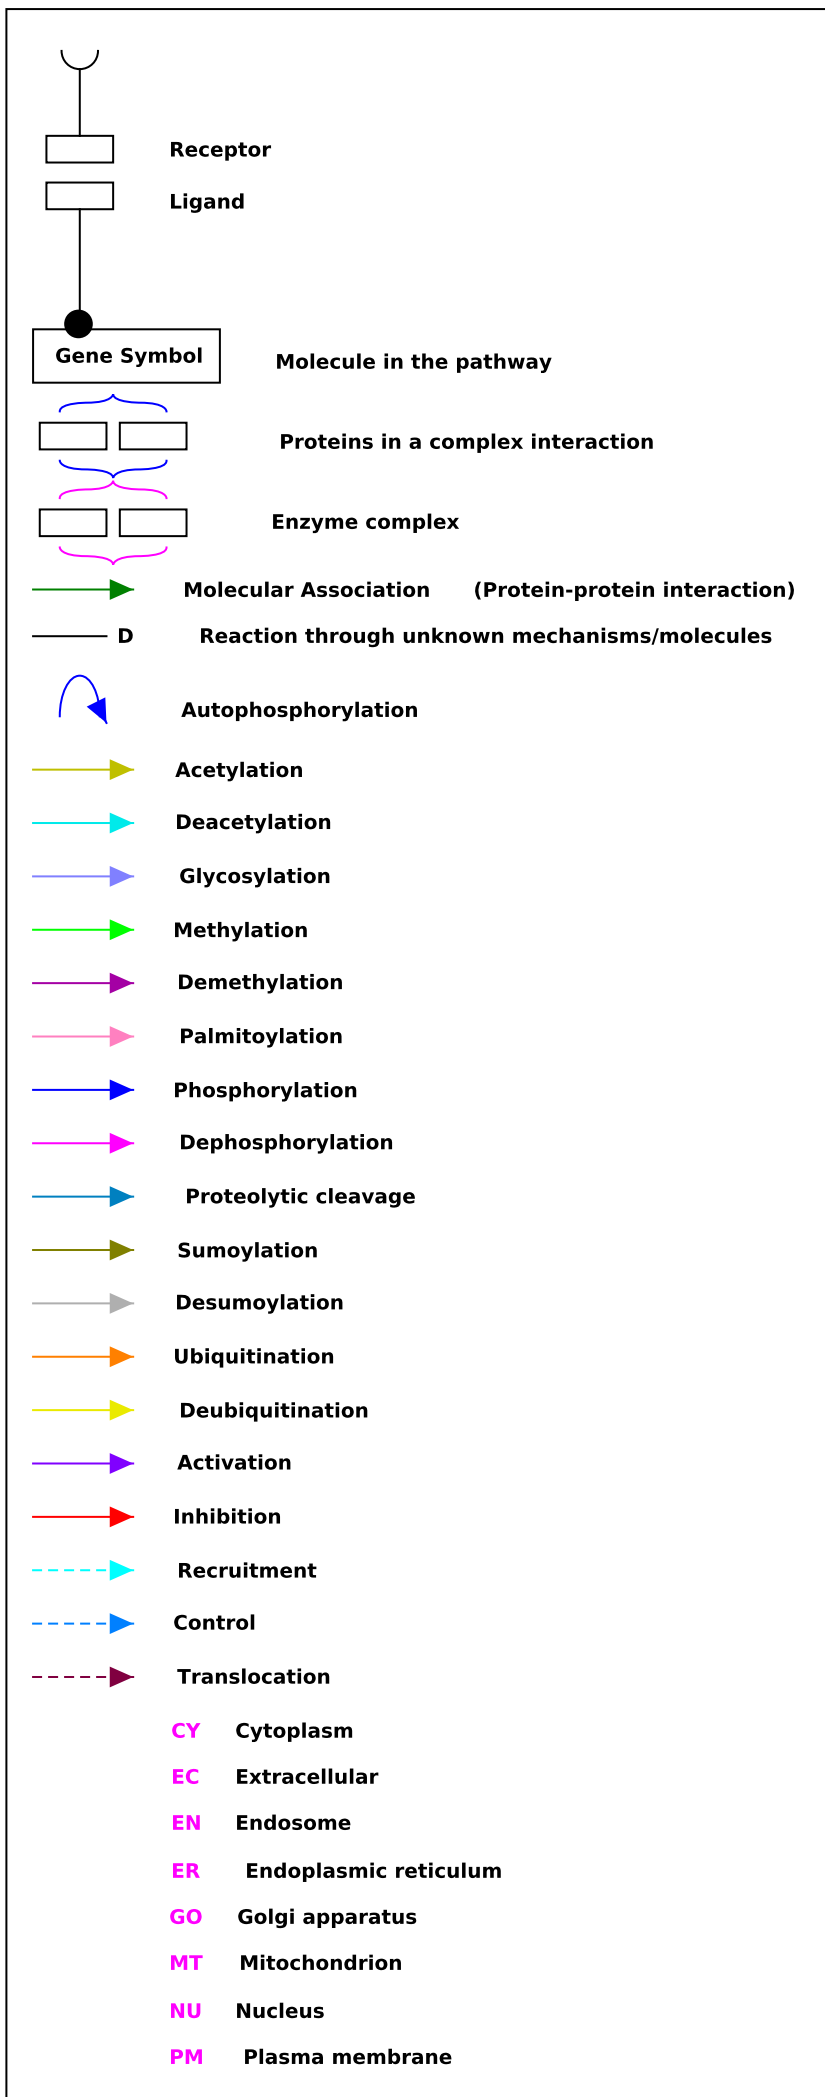 Receptor
Ligand
Gene Symbol Molecule in the pathway
Proteins in a complex interaction
Enzyme complex
Molecular Association (Protein-protein interaction)
D Reaction through unknown mechanisms/molecules
Autophosphorylation
Acetylation
Deacetylation
Glycosylation
Methylation
Demethylation
Palmitoylation
Phosphorylation
Dephosphorylation
Proteolytic cleavage
Sumoylation
Desumoylation
Ubiquitination
Deubiquitination
Activation
Inhibition
Recruitment
Control
Translocation
CY Cytoplasm
EC Extracellular
EN Endosome
ER Endoplasmic reticulum
GO Golgi apparatus
MT Mitochondrion
NU Nucleus
PM Plasma membrane